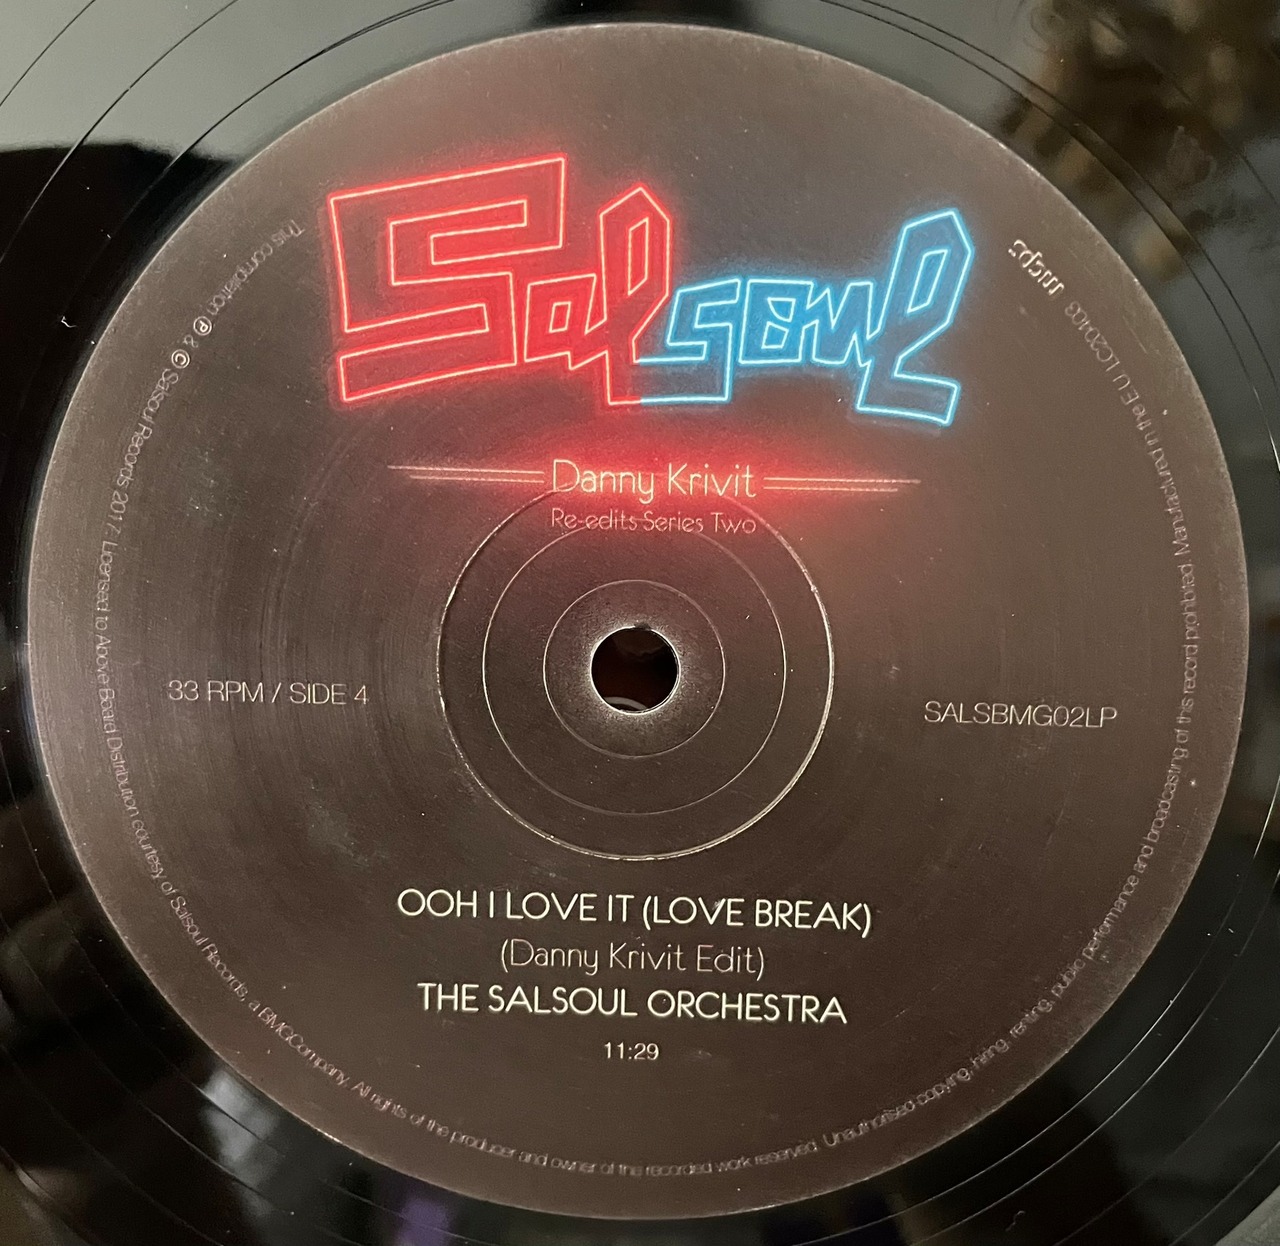 Salsoul
Danny Krivit
Re-edits Series Two
33 RPM / SIDE 4
SALSBMG02LP
OOH I LOVE IT (LOVE BREAK)
(Danny Krivit Edit)
THE SALSOUL ORCHESTRA
11:29
This compilation ℗ & © Salsoul Records 2017 Licensed to Above Board Distribution courtesy of Salsoul Records, a BMG Company. All rights of the producer and owner of the recorded work reserved. Unauthorised copying, hiring, renting, public performance and broadcasting of this record prohibited. Manufactured in the E.U. LC20403
mcps